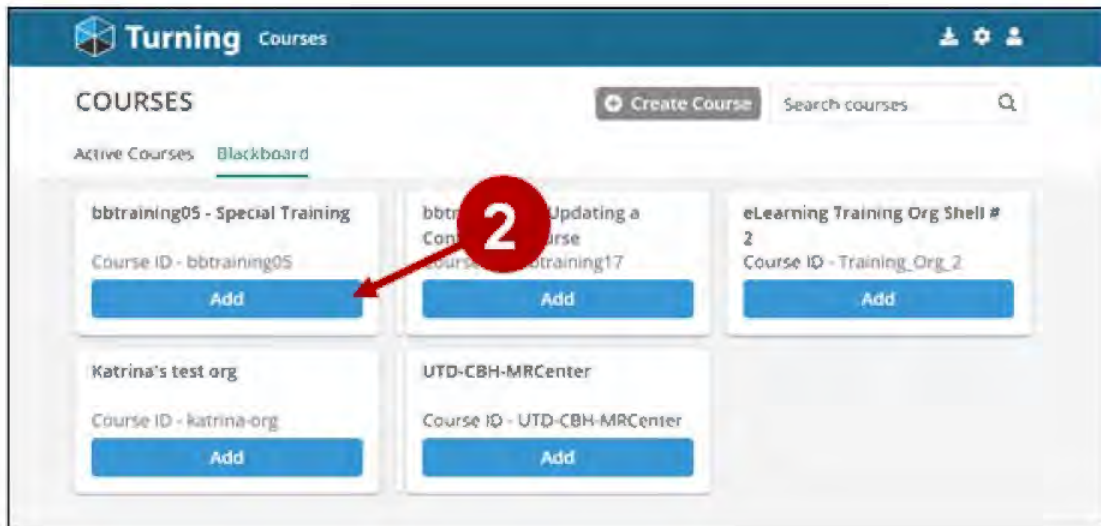 Turning Courses
COURSES
Create Course
Search courses
Active Courses Blackboard
bbtraining05 - Special Training
Course ID - bbtraining05
Add
2
Updating a
Course ID - UTD-CBH-MRCenter
eLearning Training Org Shell #
2
Course ID - Training_Org_2
Add
Add
Katrina's test org
Course ID - katrina-org
Add
UTD-CBH-MRCenter
Add